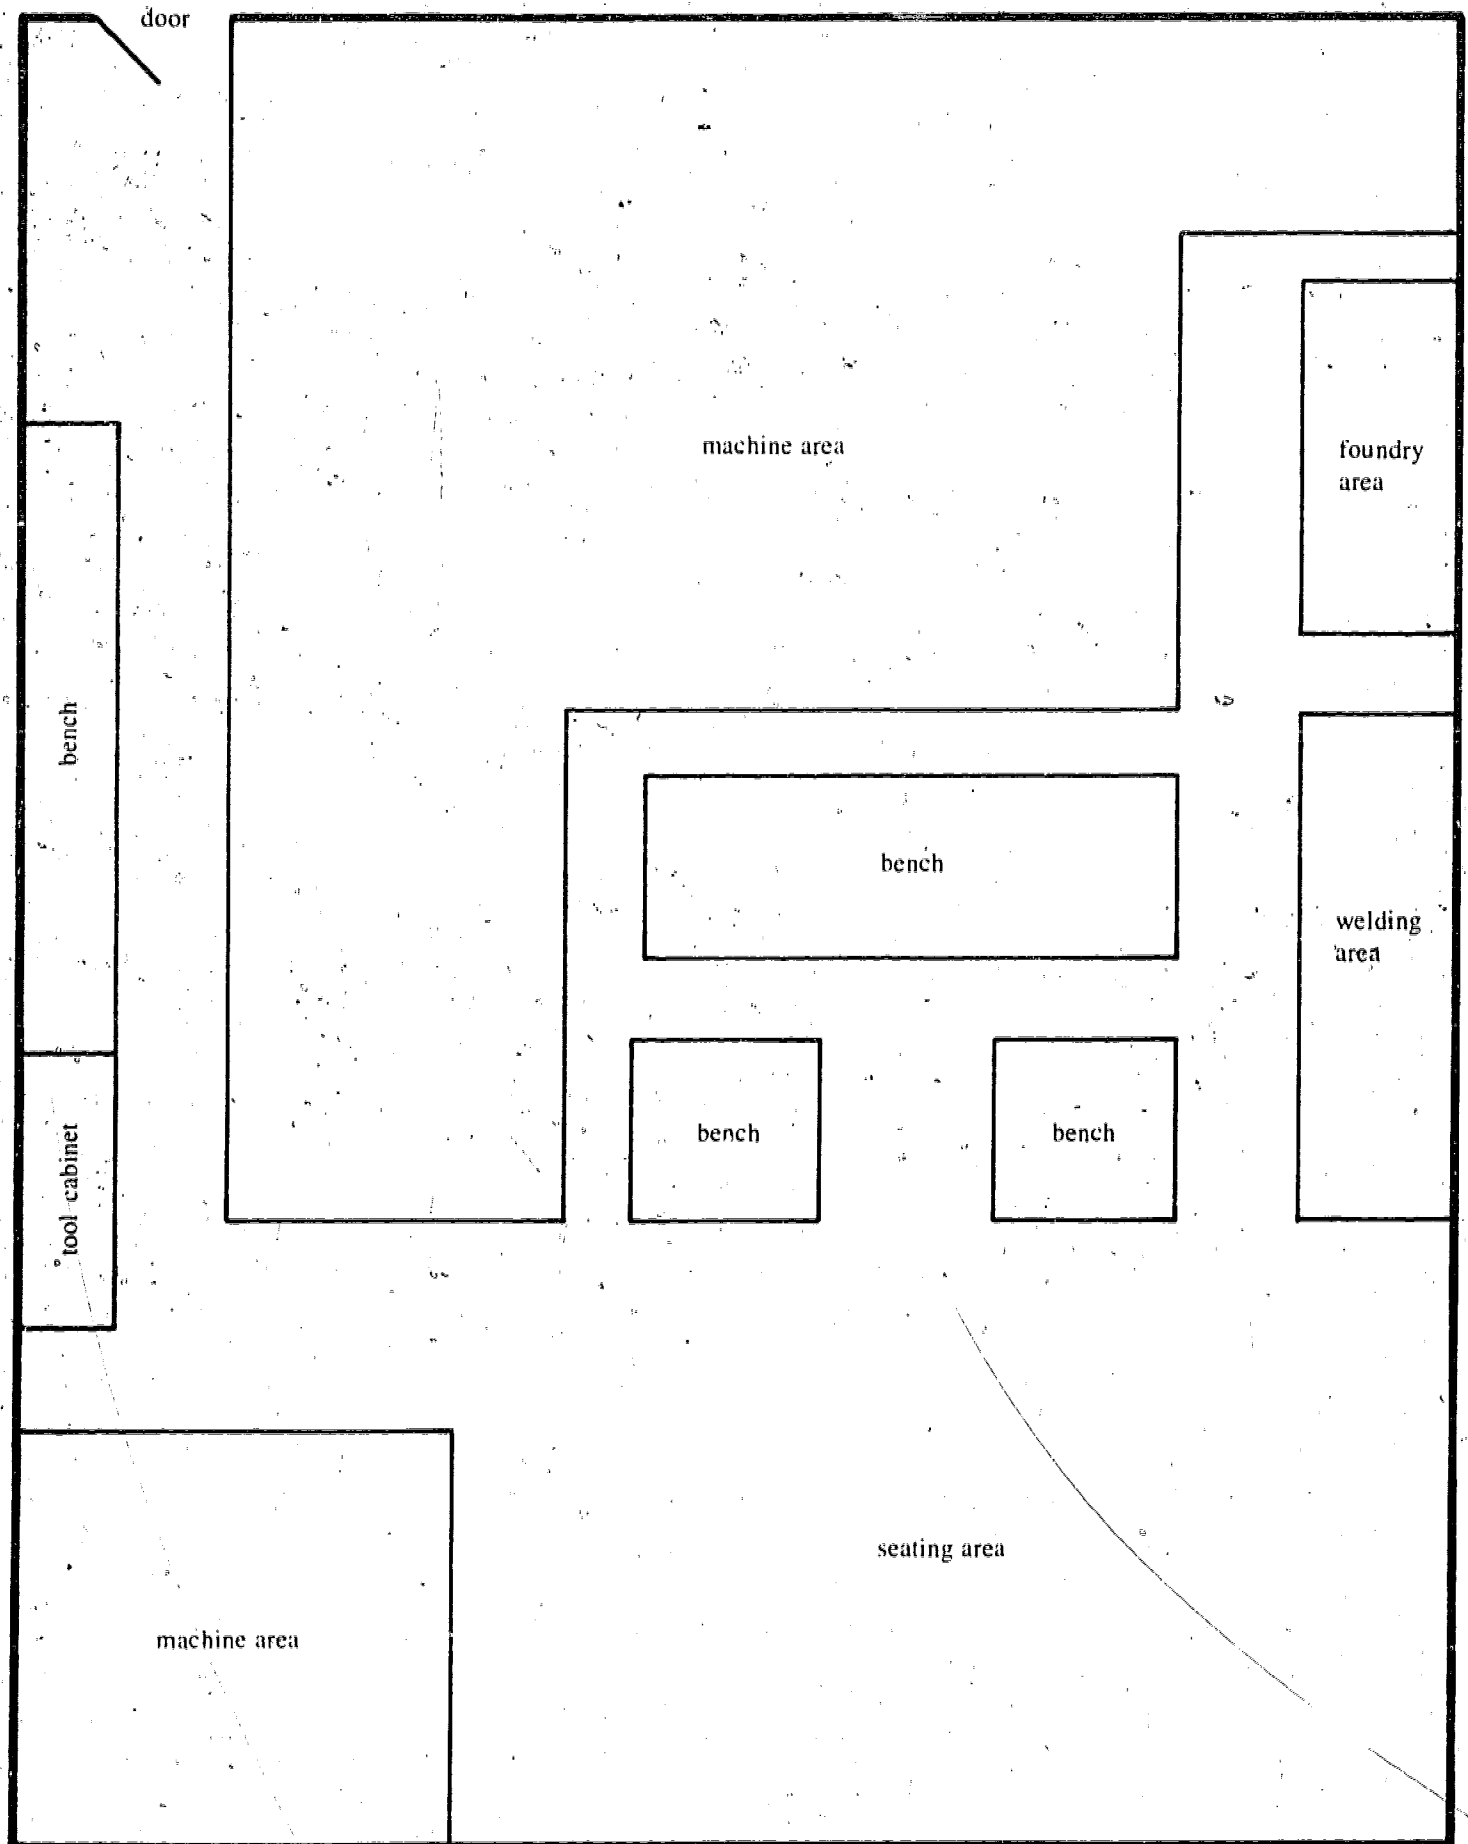 door
machine area
foundry
area
bench
bench
welding
area
bench
bench
tool cabinet
machine area
seating area